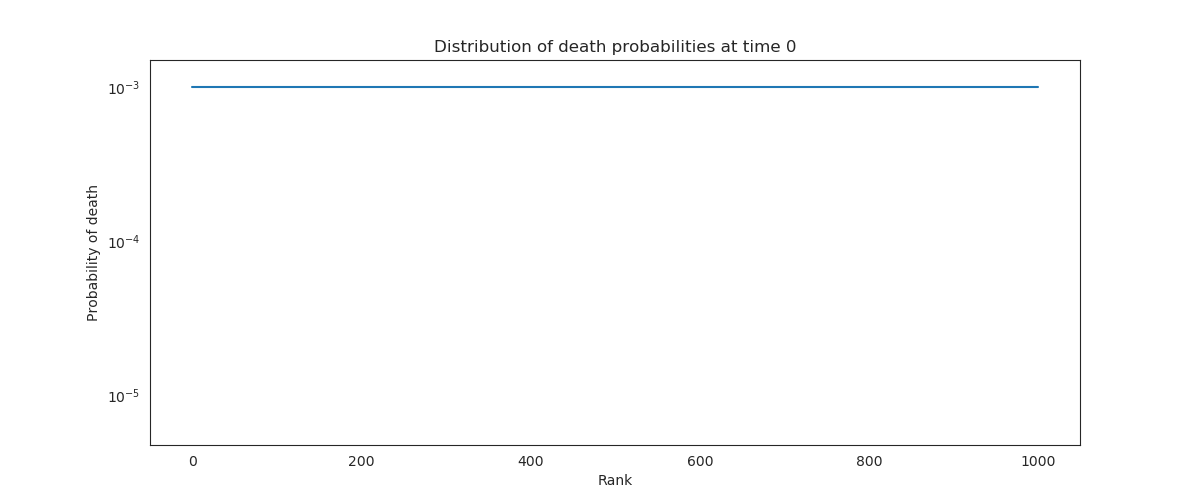 Distribution of death probabilities at time 0
Probability of death
10⁻³
10⁻⁴
10⁻⁵
0 200 400 600 800 1000
Rank